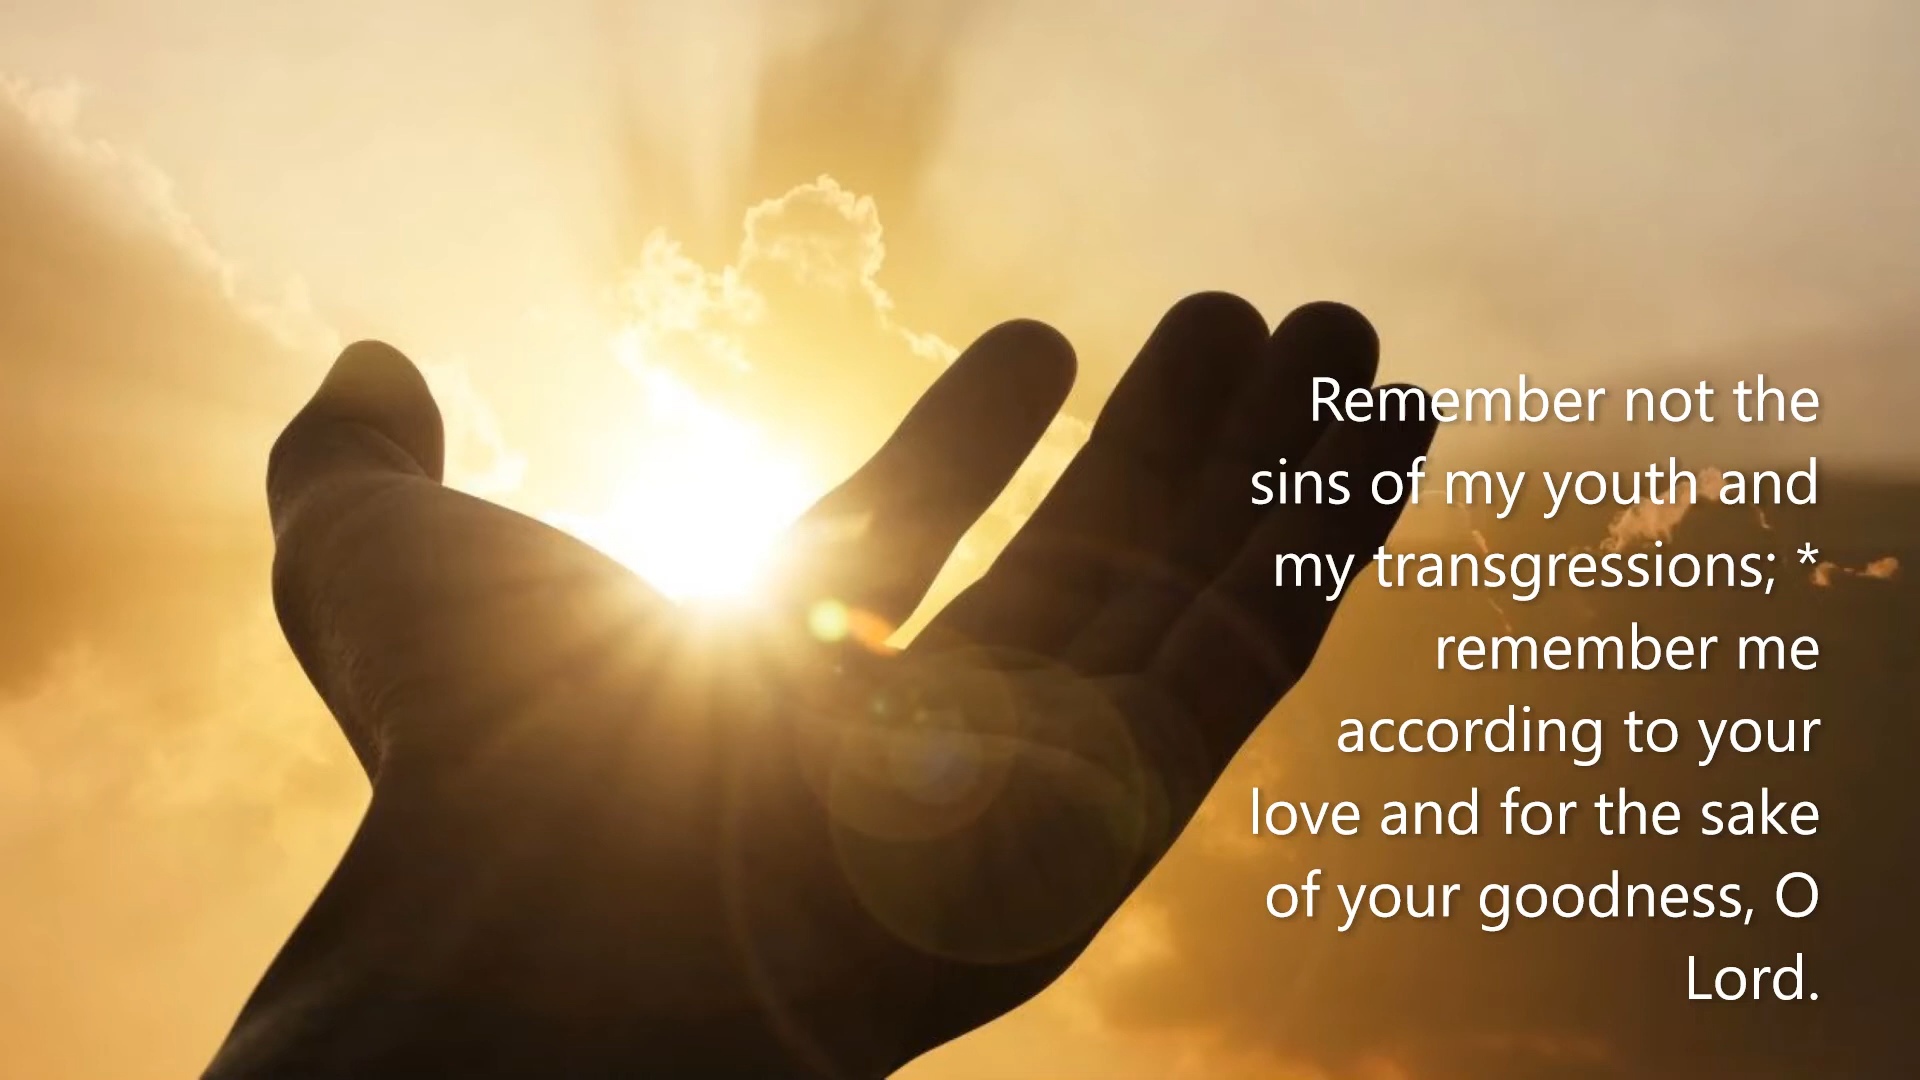 Remember not the
sins of my youth and
my transgressions; *
remember me
according to your
love and for the sake
of your goodness, O
Lord.